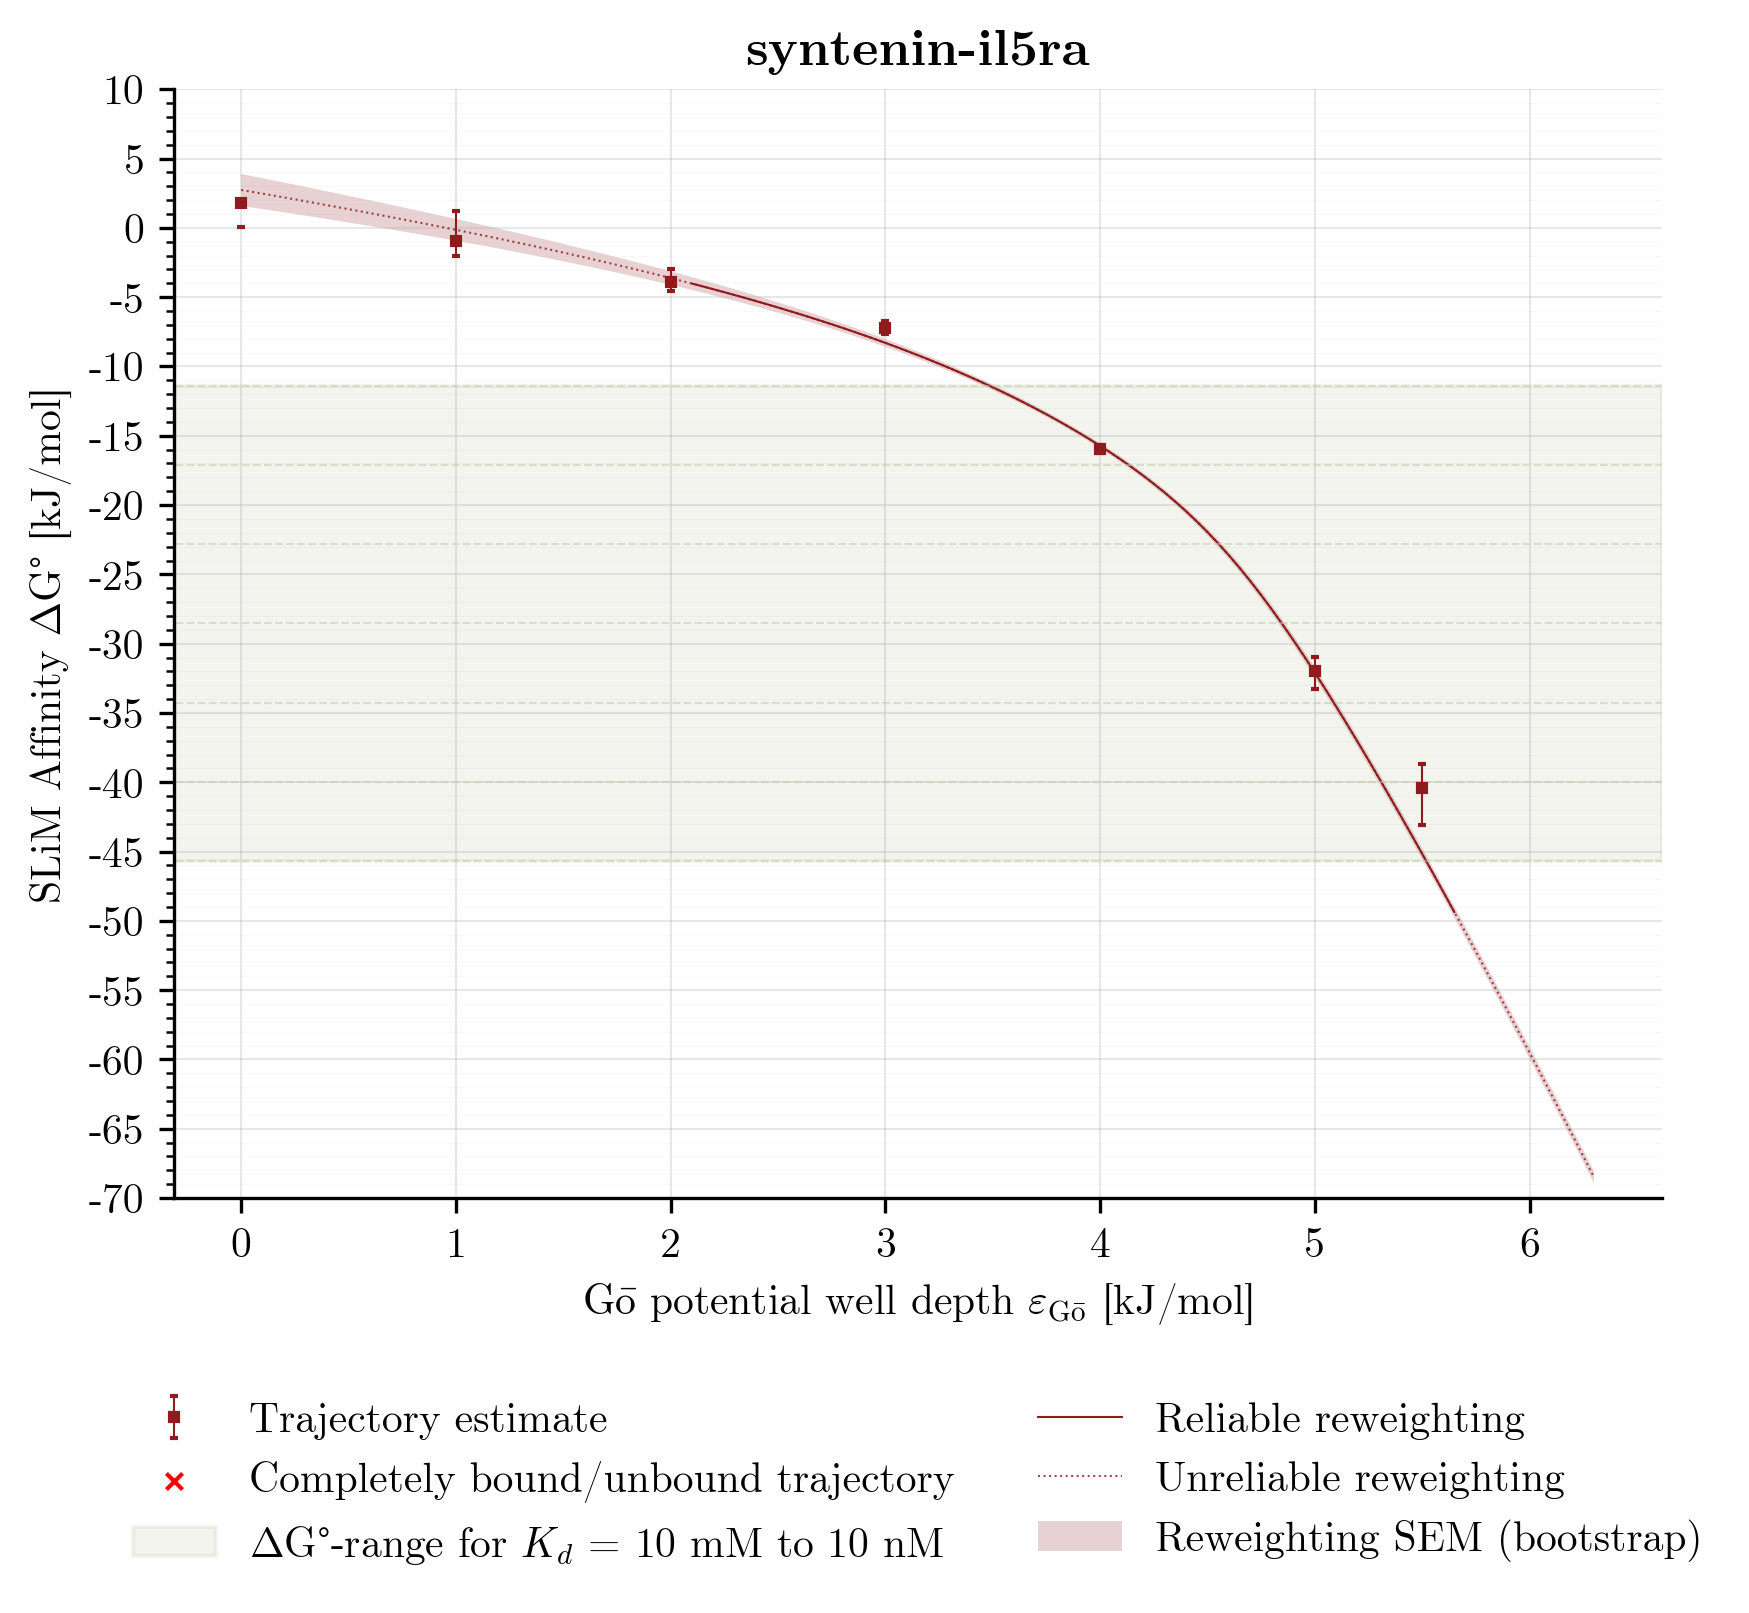 syntenin-il5ra
10
5
0
-5
-10
-15
-20
-25
-30
-35
-40
-45
-50
-55
-60
-65
-70
SLiM Affinity ΔG° [kJ/mol]
0 1 2 3 4 5 6
Gō potential well depth εGō [kJ/mol]
Trajectory estimate
Completely bound/unbound trajectory
ΔG°-range for Kd = 10 mM to 10 nM
Reliable reweighting
Unreliable reweighting
Reweighting SEM (bootstrap)